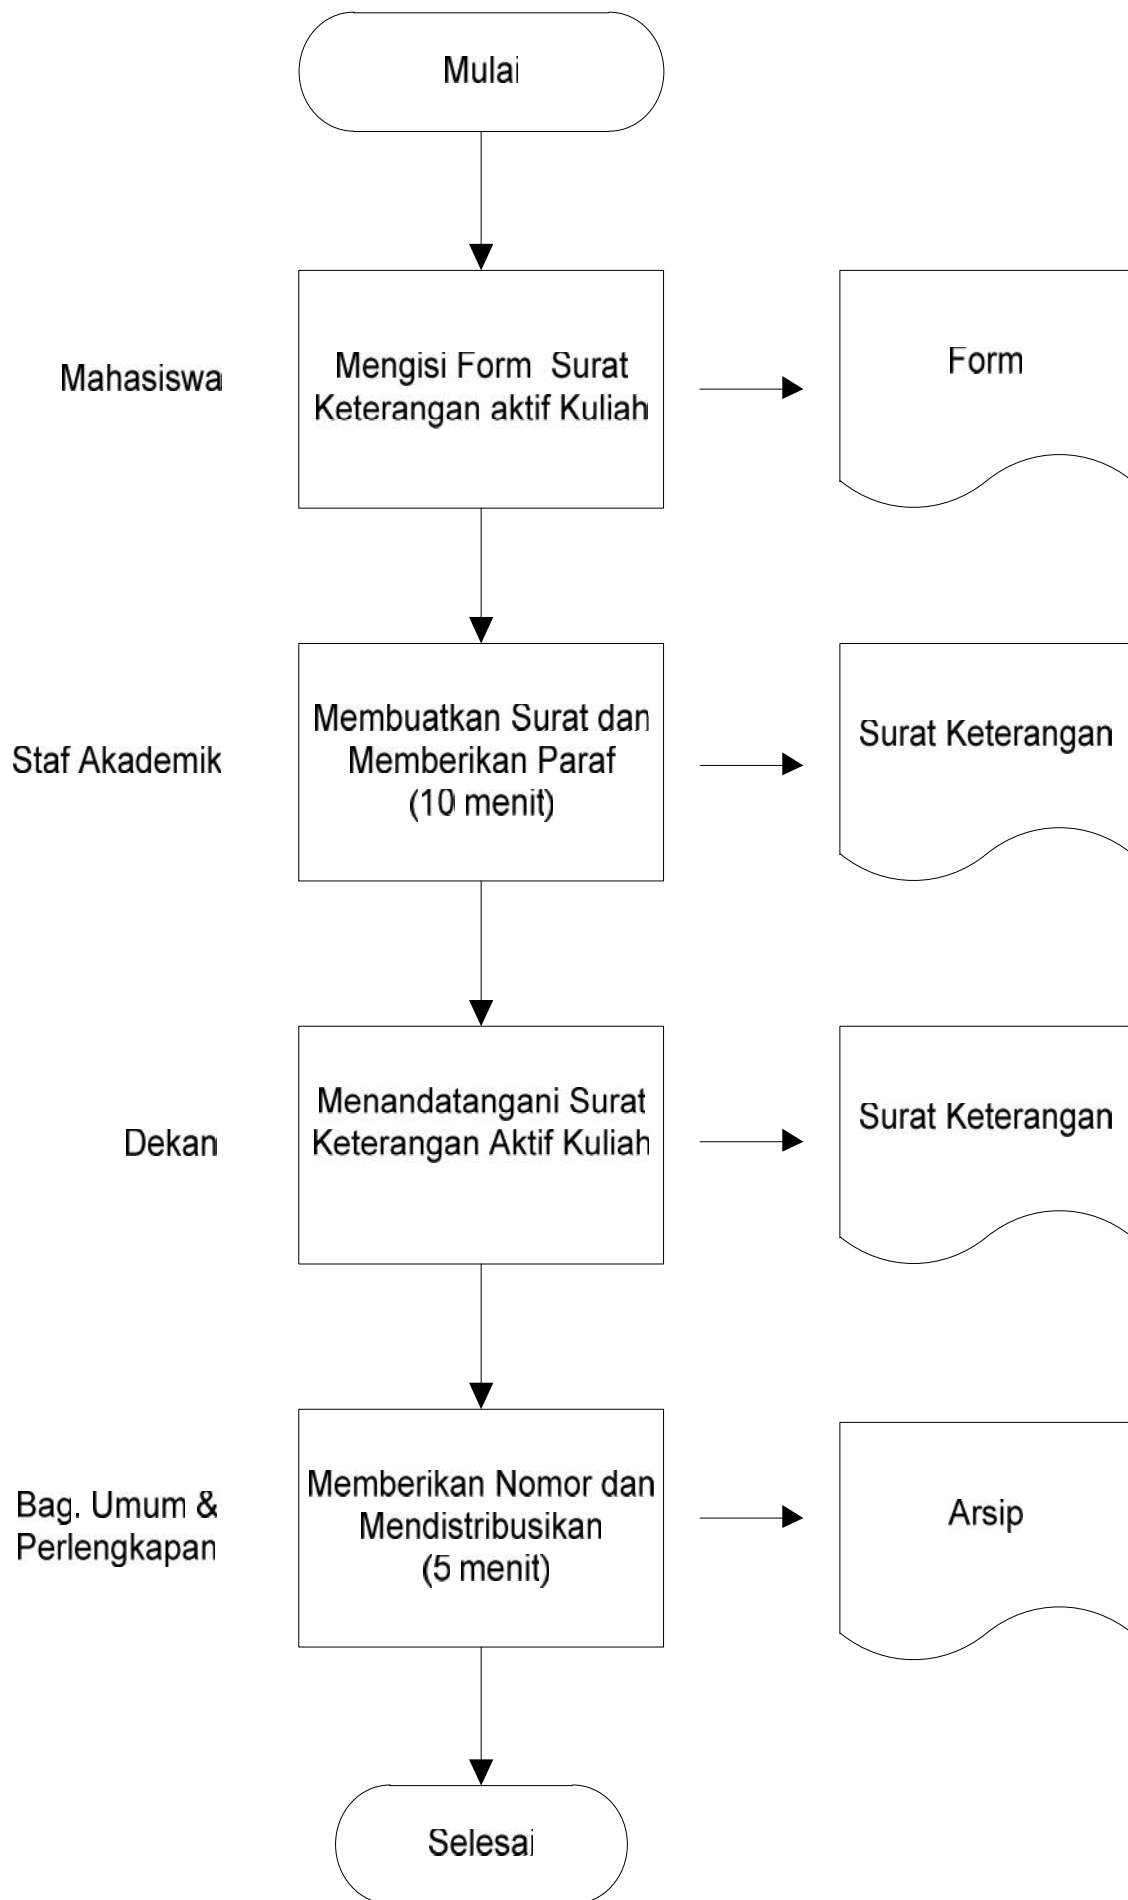 Mulai
Mahasiswa
Mengisi Form Surat
Keterangan aktif Kuliah
Form
Staf Akademik
Membuatkan Surat dan
Memberikan Paraf
(10 menit)
Surat Keterangan
Dekan
Menandatangani Surat
Keterangan Aktif Kuliah
Surat Keterangan
Bag. Umum &
Perlengkapan
Memberikan Nomor dan
Mendistribusikan
(5 menit)
Arsip
Selesai